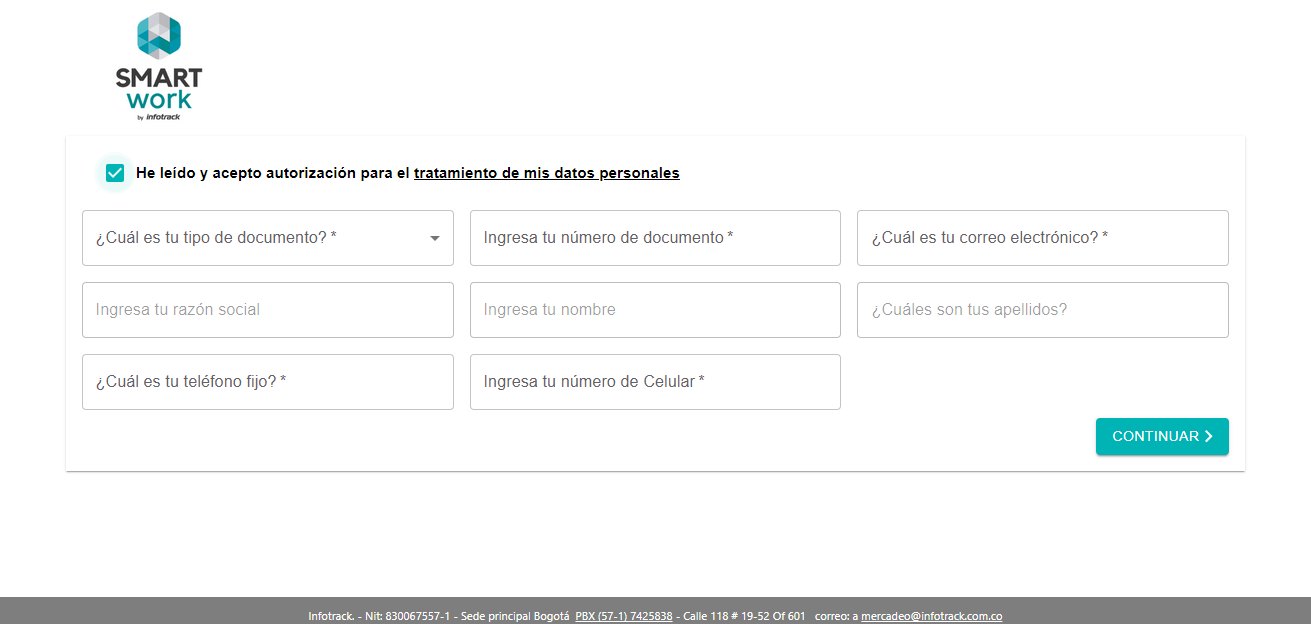 SMART
work
by infotrack
He leído y acepto autorización para el tratamiento de mis datos personales
¿Cuál es tu tipo de documento? *
Ingresa tu número de documento *
¿Cuál es tu correo electrónico? *
Ingresa tu razón social
Ingresa tu nombre
¿Cuáles son tus apellidos?
¿Cuál es tu teléfono fijo? *
Ingresa tu número de Celular *
CONTINUAR
Infotrack. - Nit: 830067557-1 - Sede principal Bogotá PBX (57-1) 7425838 - Calle 118 # 19-52 Of 601 correo: a mercadeo@infotrack.com.co